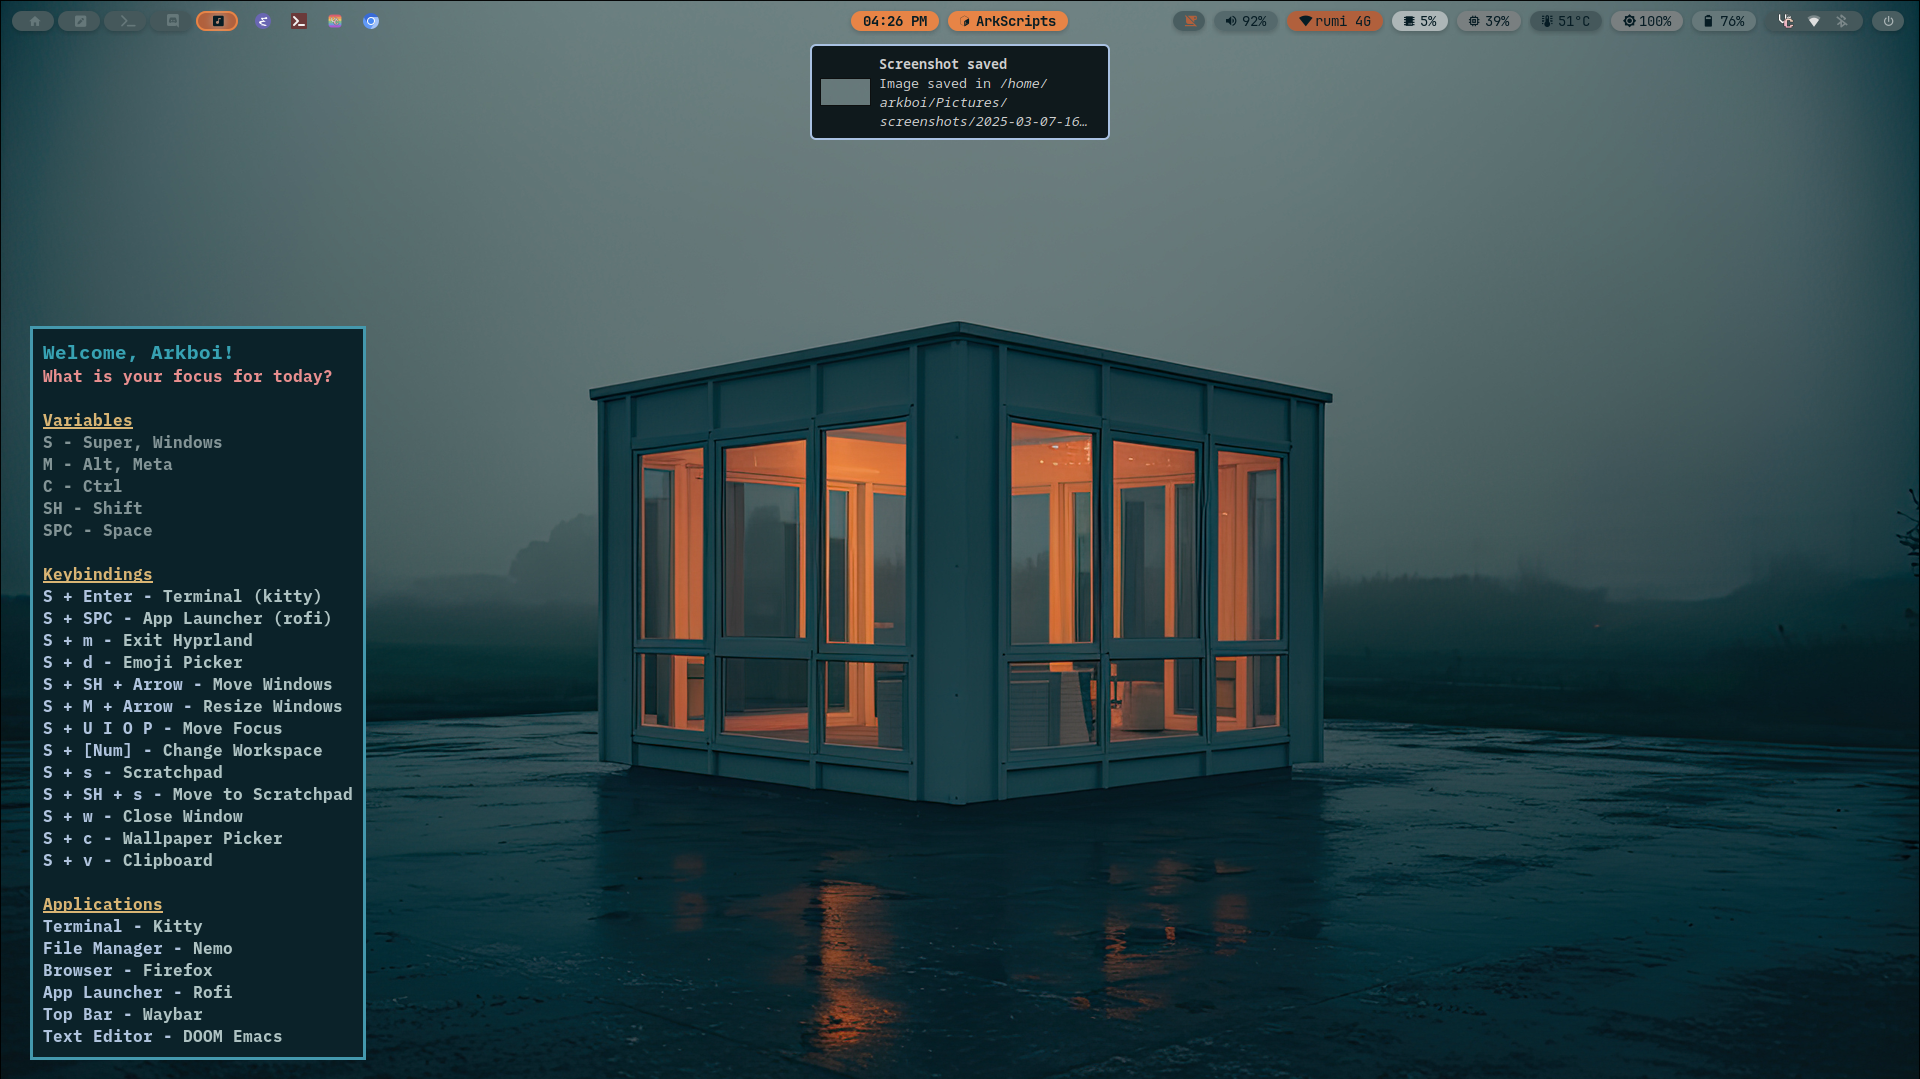 04:26 PM
ArkScripts
92%
rumi 4G
5%
39%
51°C
100%
76%
Screenshot saved
Image saved in /home/
arkboi/Pictures/
screenshots/2025-03-07-16…
Welcome, Arkboi!
What is your focus for today?
Variables
S - Super, Windows
M - Alt, Meta
C - Ctrl
SH - Shift
SPC - Space
Keybindings
S + Enter - Terminal (kitty)
S + SPC - App Launcher (rofi)
S + m - Exit Hyprland
S + d - Emoji Picker
S + SH + Arrow - Move Windows
S + M + Arrow - Resize Windows
S + U I O P - Move Focus
S + [Num] - Change Workspace
S + s - Scratchpad
S + SH + s - Move to Scratchpad
S + w - Close Window
S + c - Wallpaper Picker
S + v - Clipboard
Applications
Terminal - Kitty
File Manager - Nemo
Browser - Firefox
App Launcher - Rofi
Top Bar - Waybar
Text Editor - DOOM Emacs